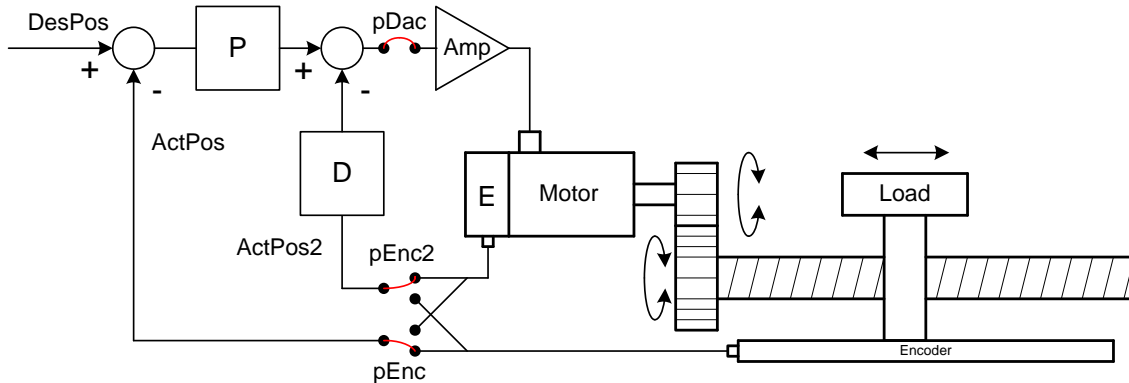 DesPos
pDac
P
Amp
+
+
-
-
ActPos
D
E
Motor
Load
ActPos2
pEnc2
pEnc
Encoder